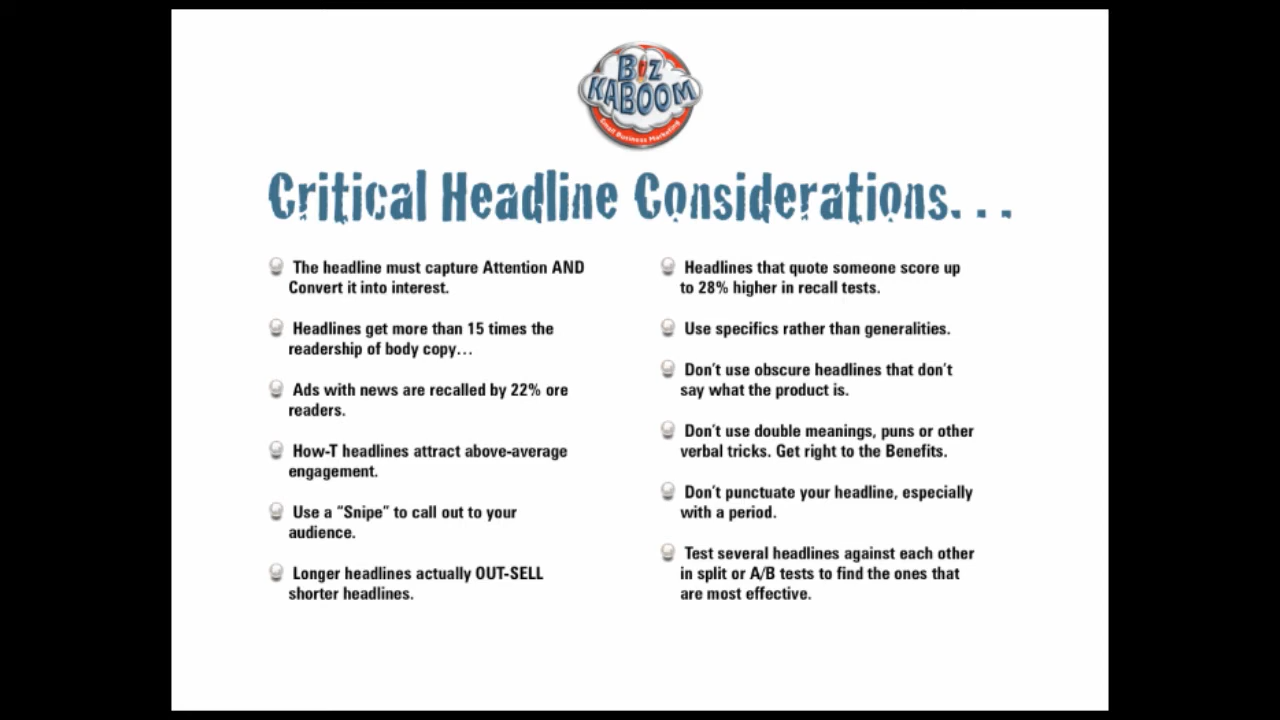 BIZ
KABOOM
Small Business Marketing
Critical Headline Considerations. . .
The headline must capture Attention AND
Convert it into interest.
Headlines get more than 15 times the
readership of body copy…
Ads with news are recalled by 22% ore
readers.
How-T headlines attract above-average
engagement.
Use a “Snipe” to call out to your
audience.
Longer headlines actually OUT-SELL
shorter headlines.
Headlines that quote someone score up
to 28% higher in recall tests.
Use specifics rather than generalities.
Don’t use obscure headlines that don’t
say what the product is.
Don’t use double meanings, puns or other
verbal tricks. Get right to the Benefits.
Don’t punctuate your headline, especially
with a period.
Test several headlines against each other
in split or A/B tests to find the ones that
are most effective.